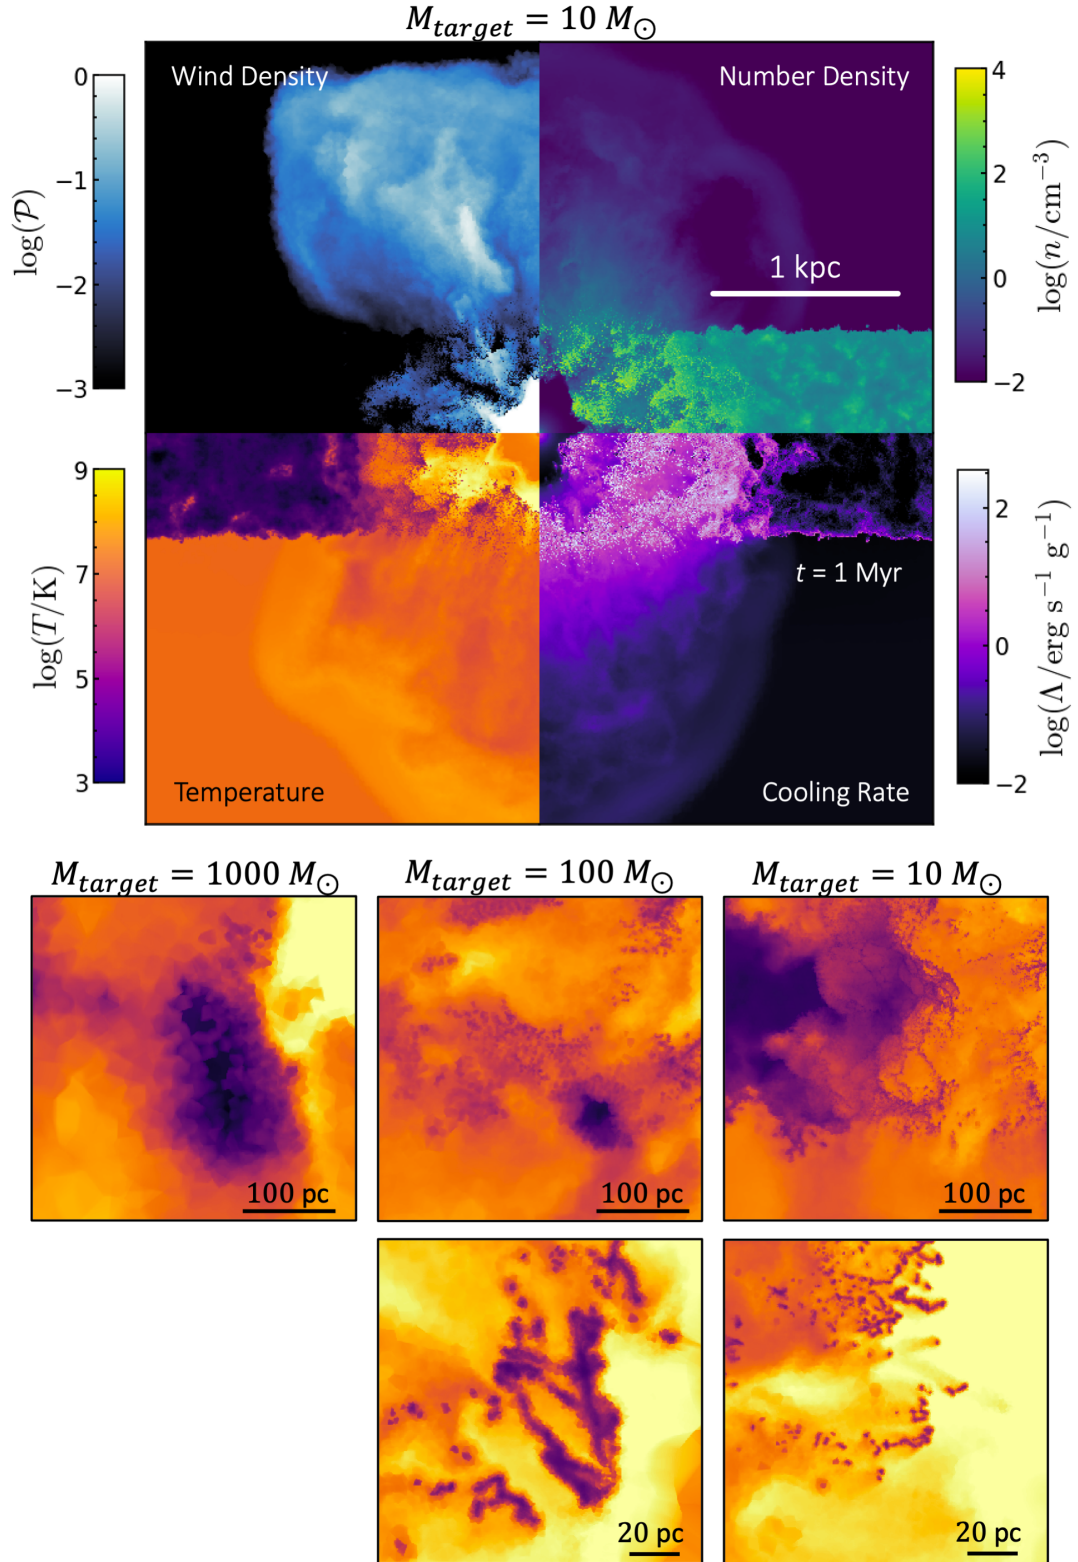 M_target = 10 M_⊙
Wind Density
Number Density
0
−1
−2
−3
log(𝒫)
4
2
0
−2
log(n/cm⁻³)
1 kpc
9
7
5
3
log(T/K)
2
0
−2
log(Λ/erg s⁻¹ g⁻¹)
t = 1 Myr
Temperature
Cooling Rate
M_target = 1000 M_⊙
M_target = 100 M_⊙
M_target = 10 M_⊙
100 pc
100 pc
100 pc
20 pc
20 pc